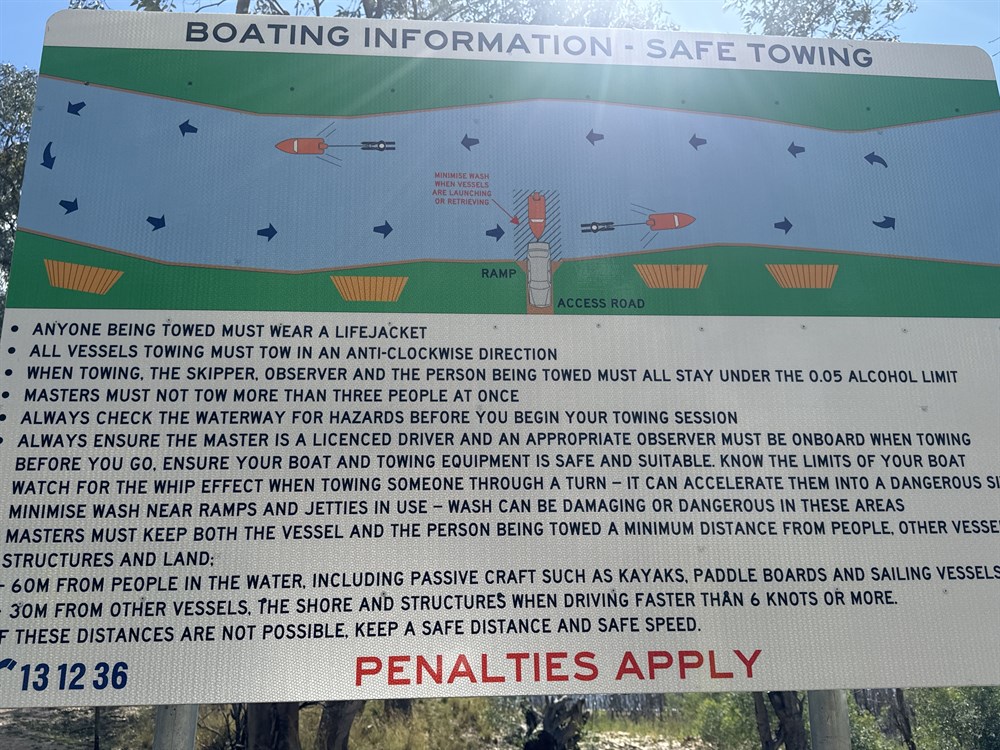 BOATING INFORMATION - SAFE TOWING
MINIMISE WASH
WHEN VESSELS
ARE LAUNCHING
OR RETRIEVING
RAMP
ACCESS ROAD
• ANYONE BEING TOWED MUST WEAR A LIFEJACKET
• ALL VESSELS TOWING MUST TOW IN AN ANTI-CLOCKWISE DIRECTION
• WHEN TOWING, THE SKIPPER, OBSERVER AND THE PERSON BEING TOWED MUST ALL STAY UNDER THE 0.05 ALCOHOL LIMIT
• MASTERS MUST NOT TOW MORE THAN THREE PEOPLE AT ONCE
• ALWAYS CHECK THE WATERWAY FOR HAZARDS BEFORE YOU BEGIN YOUR TOWING SESSION
• ALWAYS ENSURE THE MASTER IS A LICENCED DRIVER AND AN APPROPRIATE OBSERVER MUST BE ONBOARD WHEN TOWING
BEFORE YOU GO, ENSURE YOUR BOAT AND TOWING EQUIPMENT IS SAFE AND SUITABLE. KNOW THE LIMITS OF YOUR BOAT
WATCH FOR THE WHIP EFFECT WHEN TOWING SOMEONE THROUGH A TURN – IT CAN ACCELERATE THEM INTO A DANGEROUS
MINIMISE WASH NEAR RAMPS AND JETTIES IN USE – WASH CAN BE DAMAGING OR DANGEROUS IN THESE AREAS
MASTERS MUST KEEP BOTH THE VESSEL AND THE PERSON BEING TOWED A MINIMUM DISTANCE FROM PEOPLE, OTHER
STRUCTURES AND LAND;
- 60M FROM PEOPLE IN THE WATER, INCLUDING PASSIVE CRAFT SUCH AS KAYAKS, PADDLE BOARDS AND SAILING VESSELS
- 30M FROM OTHER VESSELS, THE SHORE AND STRUCTURES WHEN DRIVING FASTER THAN 6 KNOTS OR MORE.
THESE DISTANCES ARE NOT POSSIBLE, KEEP A SAFE DISTANCE AND SAFE SPEED.
13 12 36
PENALTIES APPLY